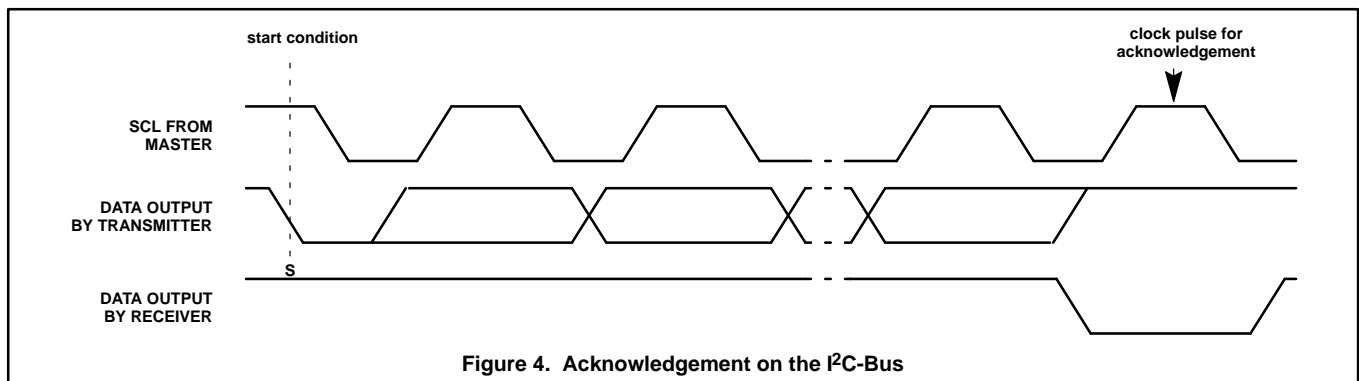 start condition
clock pulse for
acknowledgement
SCL FROM
MASTER
DATA OUTPUT
BY TRANSMITTER
S
DATA OUTPUT
BY RECEIVER
Figure 4. Acknowledgement on the I²C-Bus